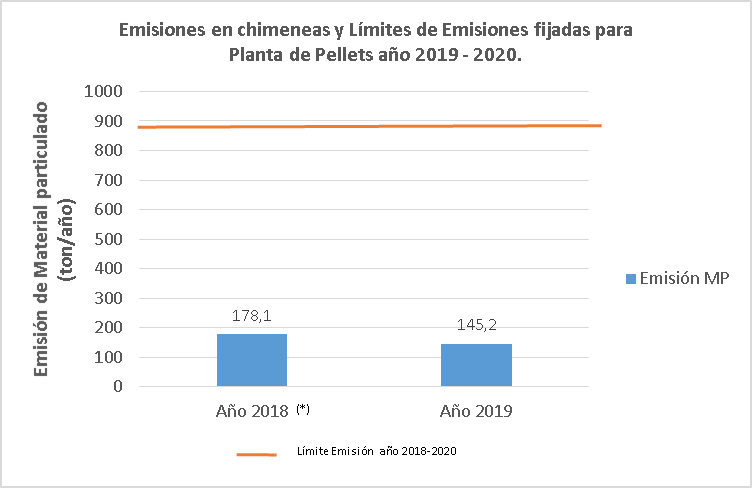 Emisiones en chimeneas y Límites de Emisiones fijadas para
Planta de Pellets año 2019 - 2020.
Emisión de Material particulado
(ton/año)
1000
900
800
700
600
500
400
300
200
100
0
178,1
145,2
Año 2018 (*)
Año 2019
Emisión MP
Límite Emisión año 2018-2020